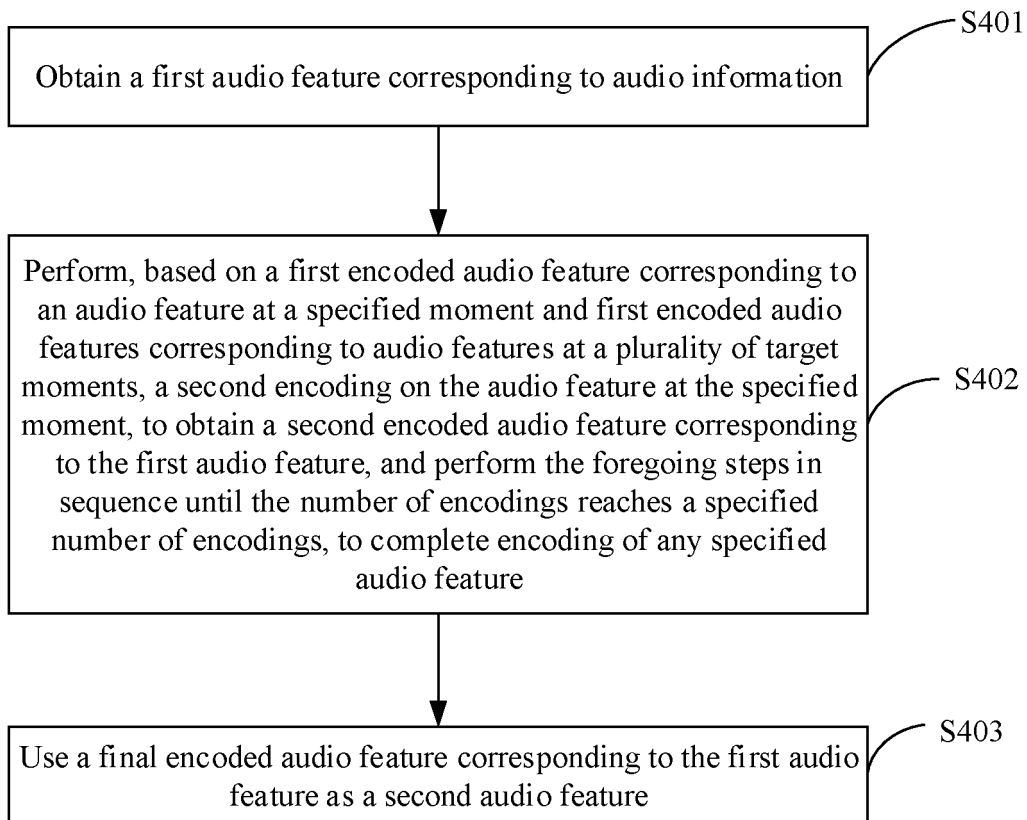 S401
Obtain a first audio feature corresponding to audio information
Perform, based on a first encoded audio feature corresponding to
an audio feature at a specified moment and first encoded audio
features corresponding to audio features at a plurality of target
moments, a second encoding on the audio feature at the specified
moment, to obtain a second encoded audio feature corresponding
to the first audio feature, and perform the foregoing steps in
sequence until the number of encodings reaches a specified
number of encodings, to complete encoding of any specified
audio feature
S402
Use a final encoded audio feature corresponding to the first audio
feature as a second audio feature
S403